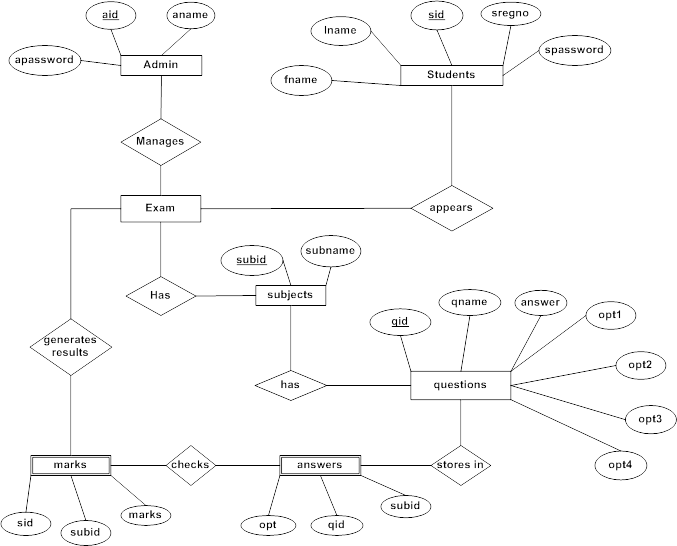 aid
aname
lname
sid
sregno
apassword
Admin
fname
Students
spassword
Manages
Exam
appears
subid
subname
Has
subjects
qid
qname
answer
opt1
generates
results
has
questions
opt2
opt3
marks
checks
answers
stores in
opt4
sid
subid
marks
opt
qid
subid